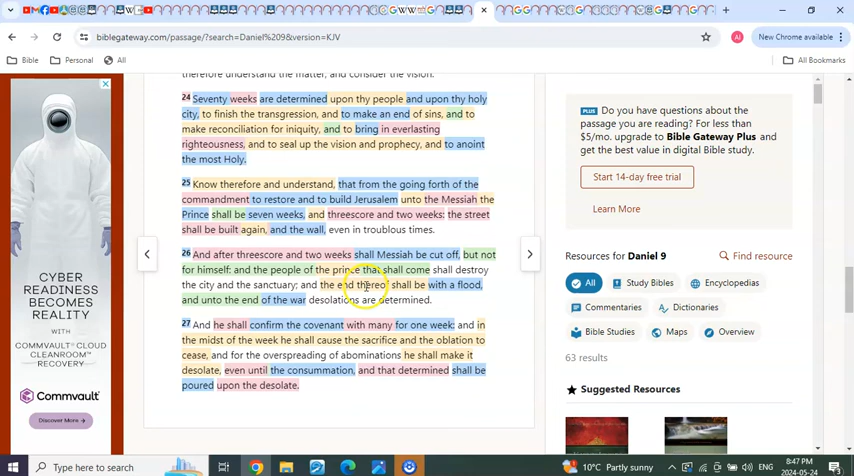 biblegateway.com/passage/?search=Daniel%209&version=KJV
New Chrome available
Bible
Personal
All
All Bookmarks
therefore understand the matter, and consider the vision.
24 Seventy weeks are determined upon thy people and upon thy holy
city, to finish the transgression, and to make an end of sins, and to
make reconciliation for iniquity, and to bring in everlasting
righteousness, and to seal up the vision and prophecy, and to anoint
the most Holy.
25 Know therefore and understand, that from the going forth of the
commandment to restore and to build Jerusalem unto the Messiah the
Prince shall be seven weeks, and threescore and two weeks: the street
shall be built again, and the wall, even in troublous times.
26 And after threescore and two weeks shall Messiah be cut off, but not
for himself: and the people of the prince that shall come shall destroy
the city and the sanctuary; and the end thereof shall be with a flood,
and unto the end of the war desolations are determined.
27 And he shall confirm the covenant with many for one week: and in
the midst of the week he shall cause the sacrifice and the oblation to
cease, and for the overspreading of abominations he shall make it
desolate, even until the consummation, and that determined shall be
poured upon the desolate.
CYBER
READINESS
BECOMES
REALITY
WITH
COMMVAULT® CLOUD
CLEANROOM™
RECOVERY
Commvault®
Discover More
PLUS Do you have questions about the
passage you are reading? For less than
$5/mo. upgrade to Bible Gateway Plus and
get the best value in digital Bible study.
Start 14-day free trial
Learn More
Resources for Daniel 9
Find resource
All
Study Bibles
Encyclopedias
Commentaries
Dictionaries
Bible Studies
Maps
Overview
63 results
Suggested Resources
Type here to search
10°C Partly sunny
ENG
8:47 PM
2024-05-24